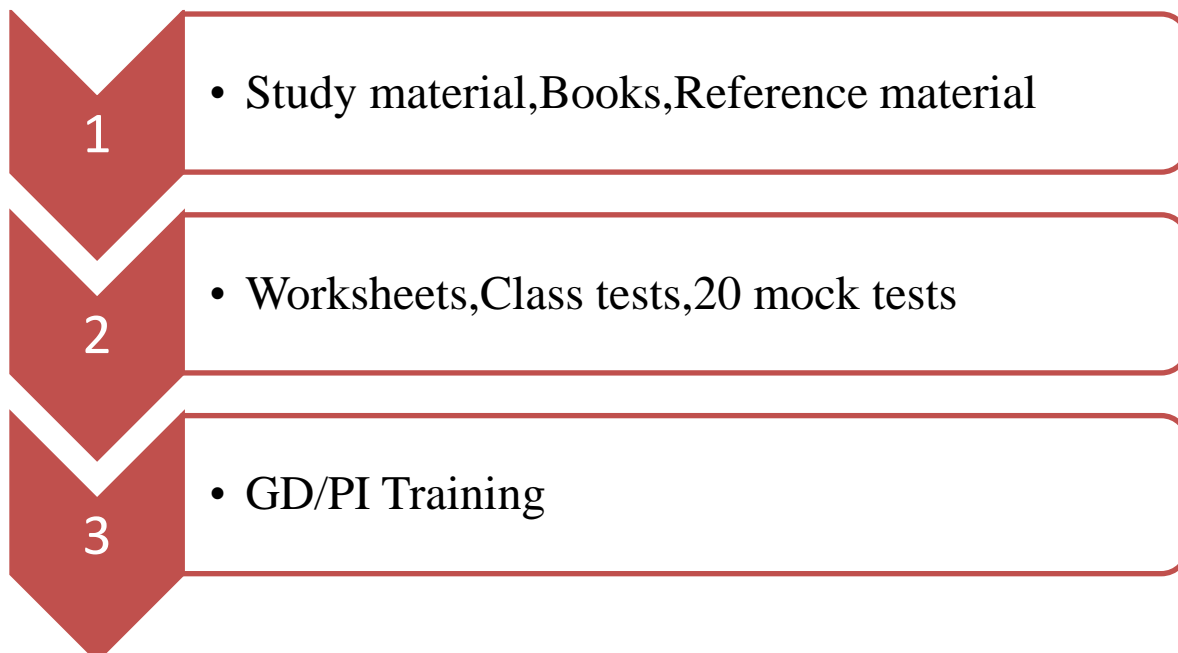 1
• Study material,Books,Reference material
2
• Worksheets,Class tests,20 mock tests
3
• GD/PI Training